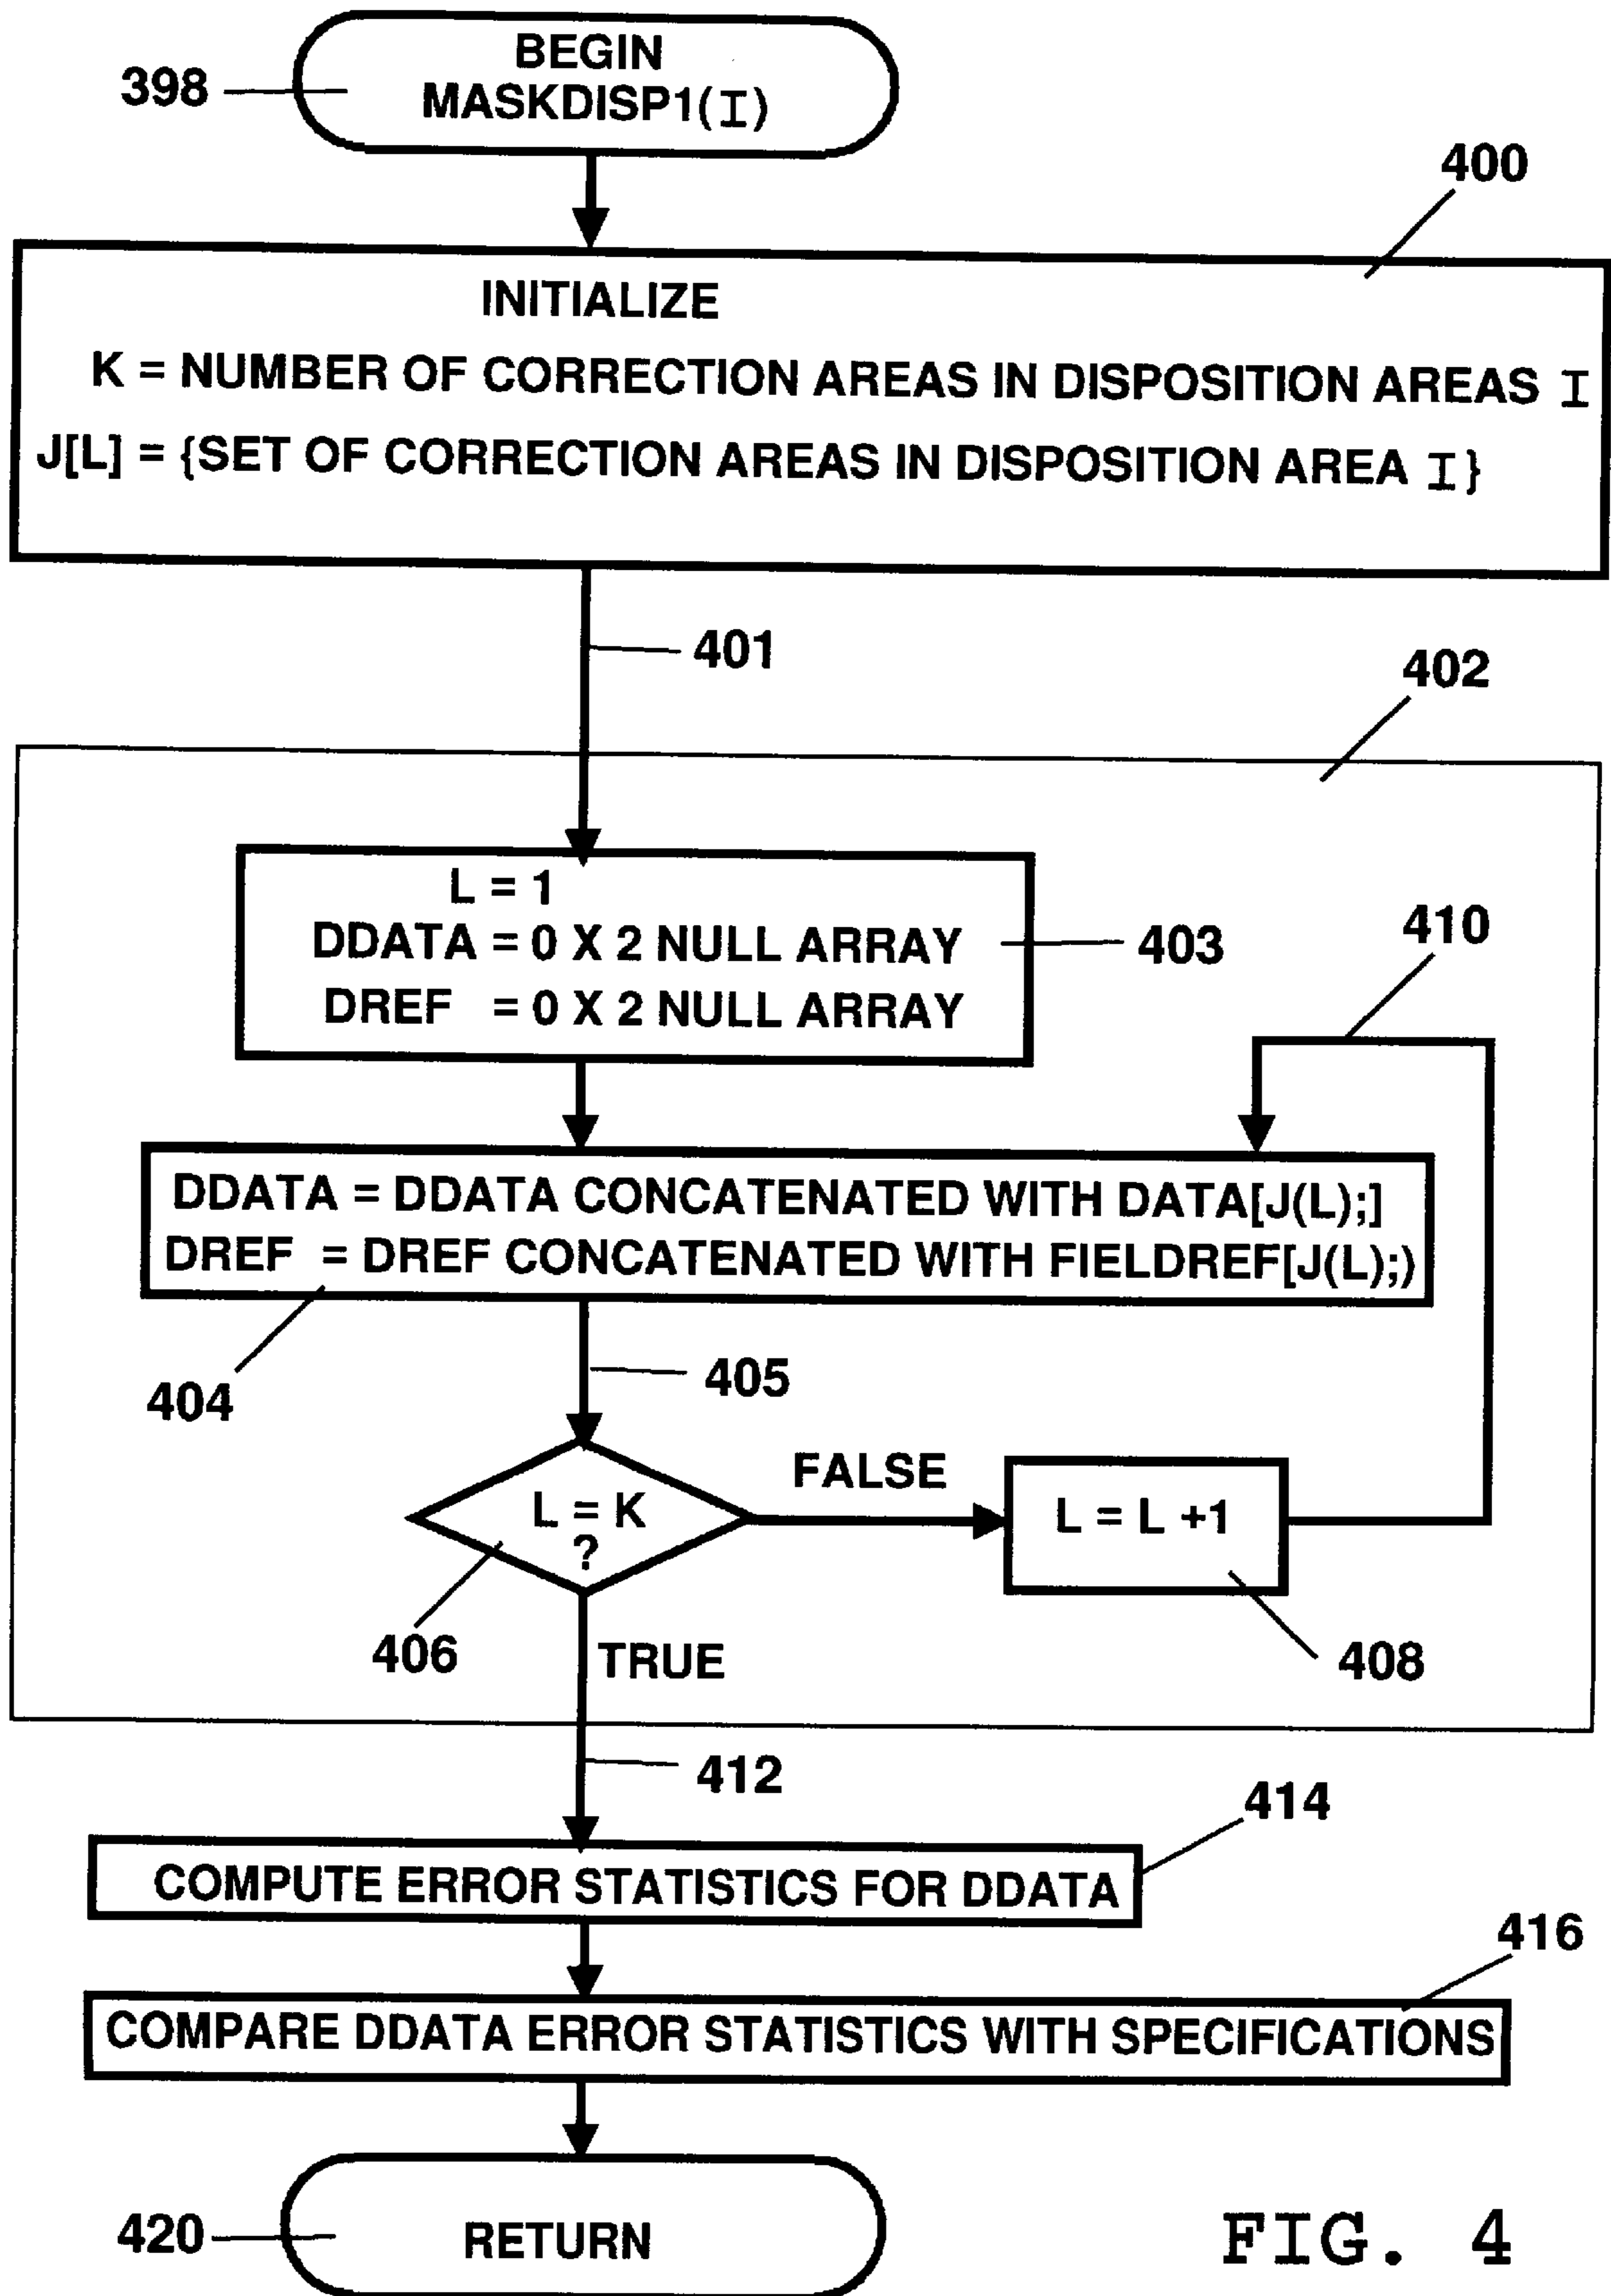 BEGIN
MASKDISP1(I)
398
400
INITIALIZE
K = NUMBER OF CORRECTION AREAS IN DISPOSITION AREAS I
J[L] = {SET OF CORRECTION AREAS IN DISPOSITION AREA I}
401
402
L = 1
DDATA = 0 X 2 NULL ARRAY
DREF = 0 X 2 NULL ARRAY
403
410
DDATA = DDATA CONCATENATED WITH DATA[J(L);]
DREF = DREF CONCATENATED WITH FIELDREF[J(L);)
404
405
L = K
?
406
FALSE
L = L +1
408
TRUE
412
414
COMPUTE ERROR STATISTICS FOR DDATA
416
COMPARE DDATA ERROR STATISTICS WITH SPECIFICATIONS
420
RETURN
FIG. 4